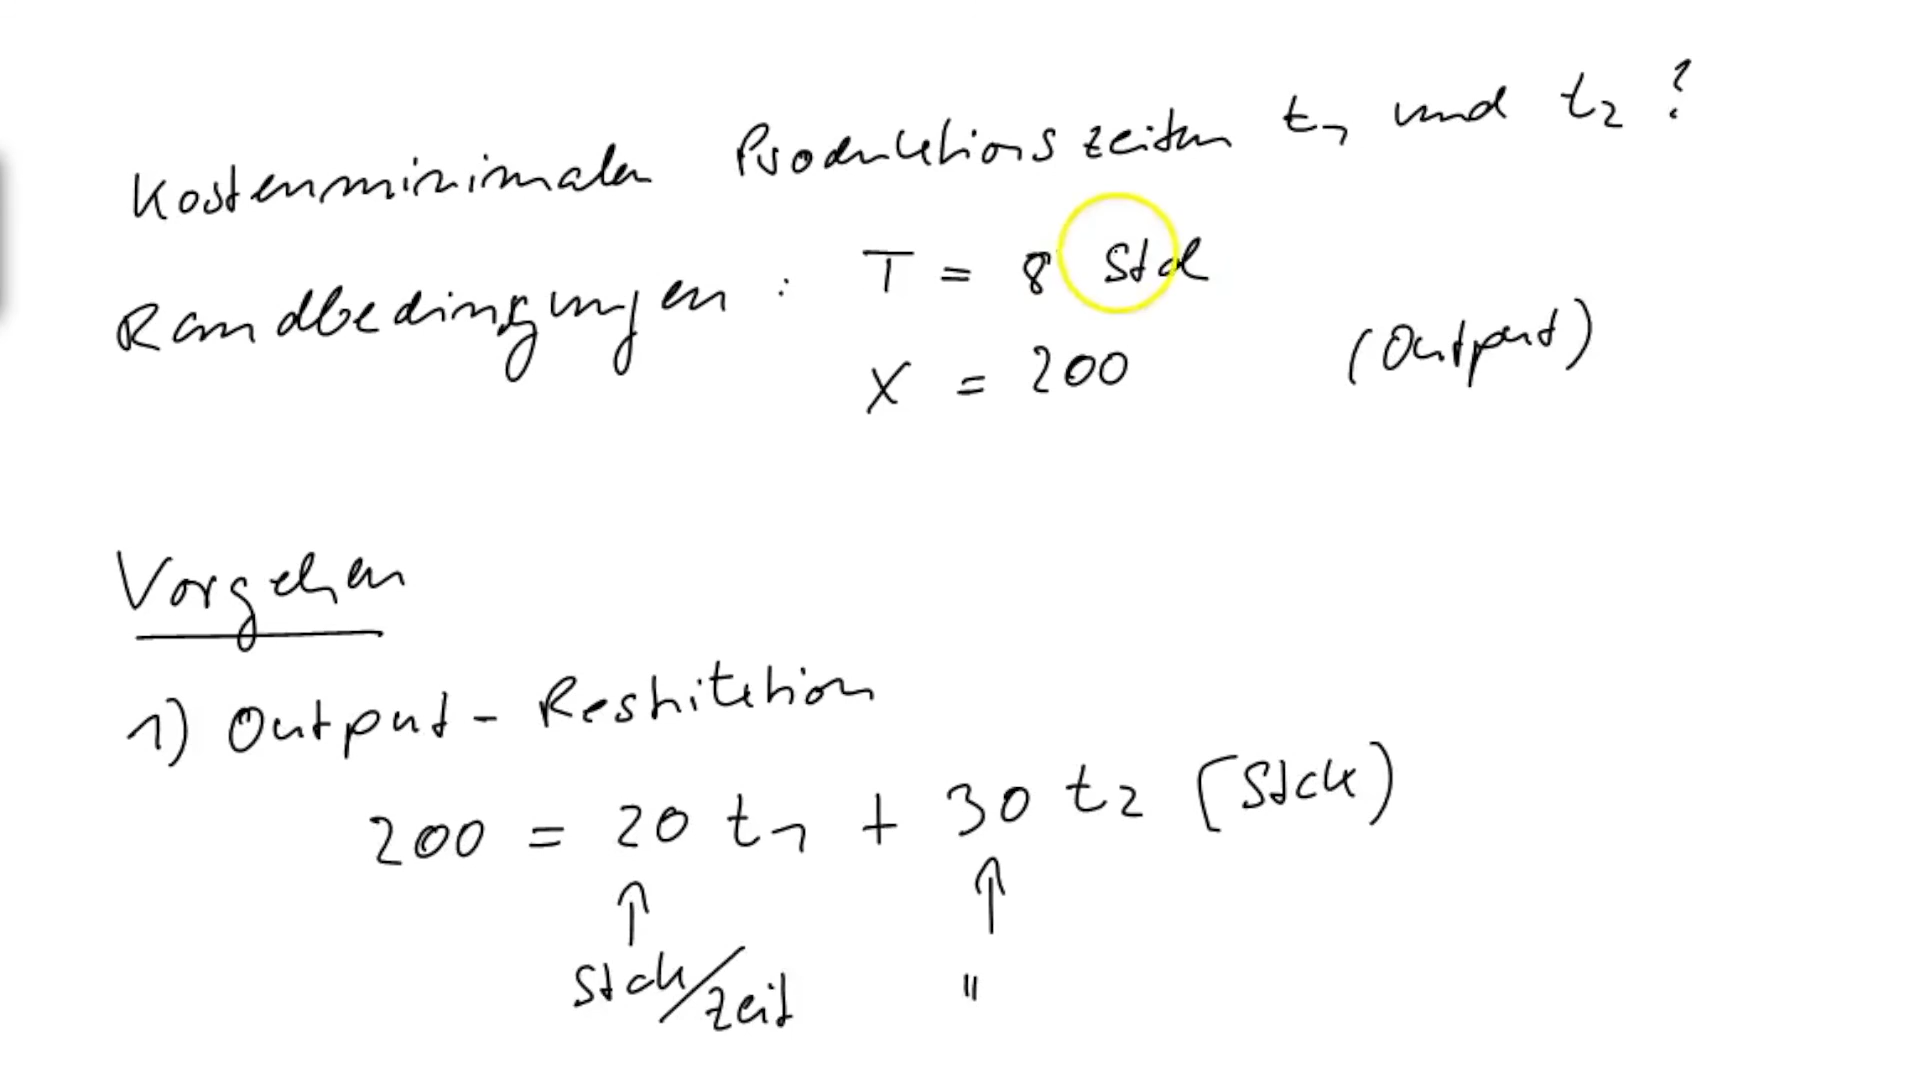 Kostenminimalen Produktionszeiten t₁ und t₂ ?
Randbedingungen : T = 8 Std
X = 200 (Output)
Vorgehen
1) Output - Restriktion
200 = 20 t₁ + 30 t₂ [Stck)
↑ ↑
Stck/Zeit "